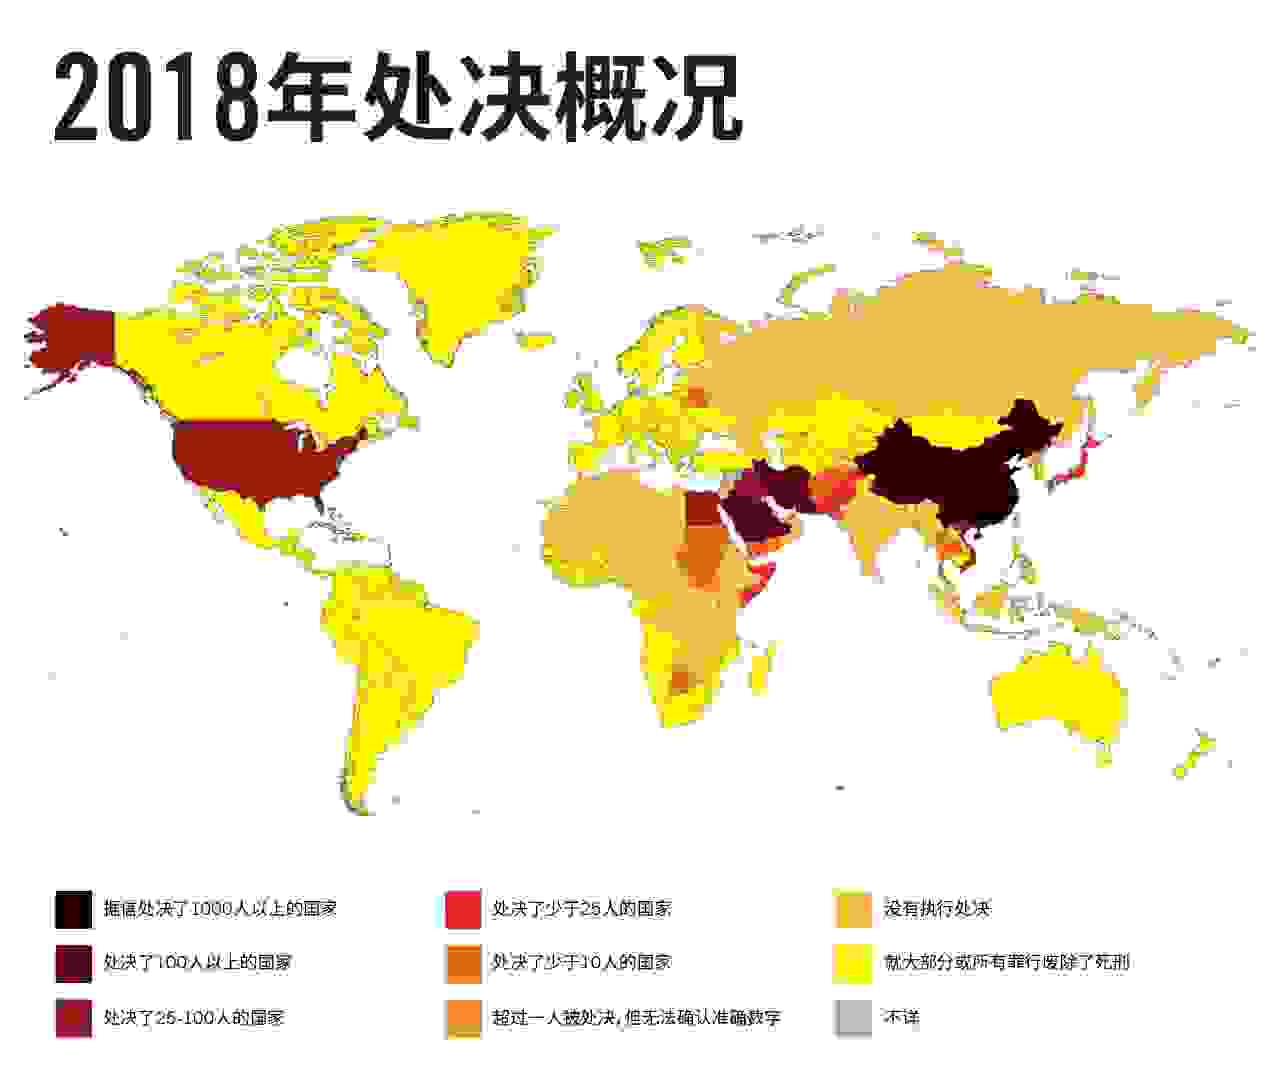 2018年处决概况
据信处决了1000人以上的国家
处决了100人以上的国家
处决了25-100人的国家
处决了少于25人的国家
处决了少于10人的国家
超过一人被处决,但无法确认准确数字
没有执行处决
就大部分或所有罪行废除了死刑
不详